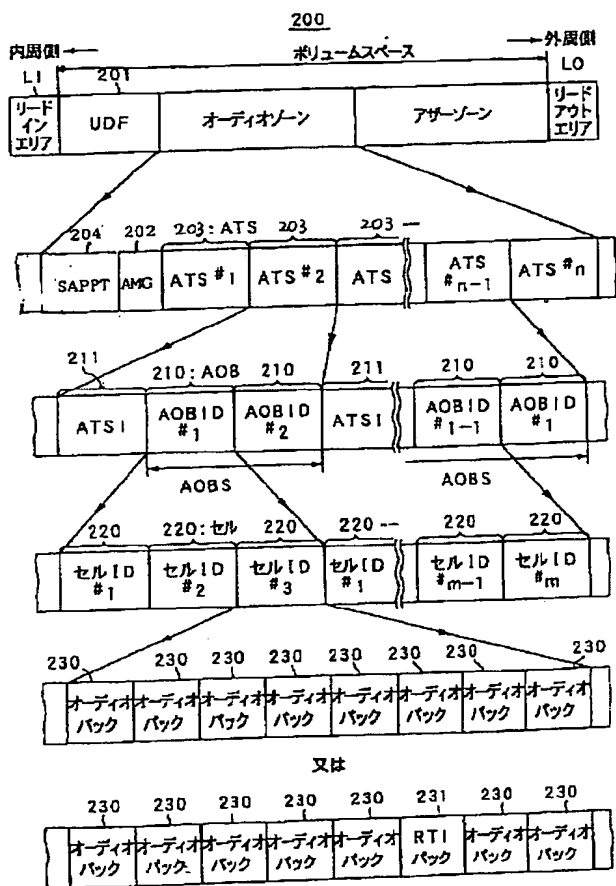 200
内周側 ← ボリュームスペース → 外周側
LI 201 LO
リードインエリア UDF オーディオゾーン アザーゾーン リードアウトエリア
204 202 203:ATS 203 203 --
SAPPT AMG ATS #1 ATS #2 ATS ATS #n-1 ATS #n
211 210:AOB 210 211 210 210
ATSI AOBID #1 AOBID #2 ATSI AOBID #1-1 AOBID #1
AOBS AOBS
220 220:セル 220 220 -- 220 220
セルID #1 セルID #2 セルID #3 セルID #1 セルID #m-1 セルID #m
230 230 230 230 230 230 230 230
オーディオパック オーディオパック オーディオパック オーディオパック オーディオパック オーディオパック オーディオパック オーディオパック
又は
230 230 230 230 230 231 230 230
オーディオパック オーディオパック オーディオパック オーディオパック オーディオパック RTIパック オーディオパック オーディオパック